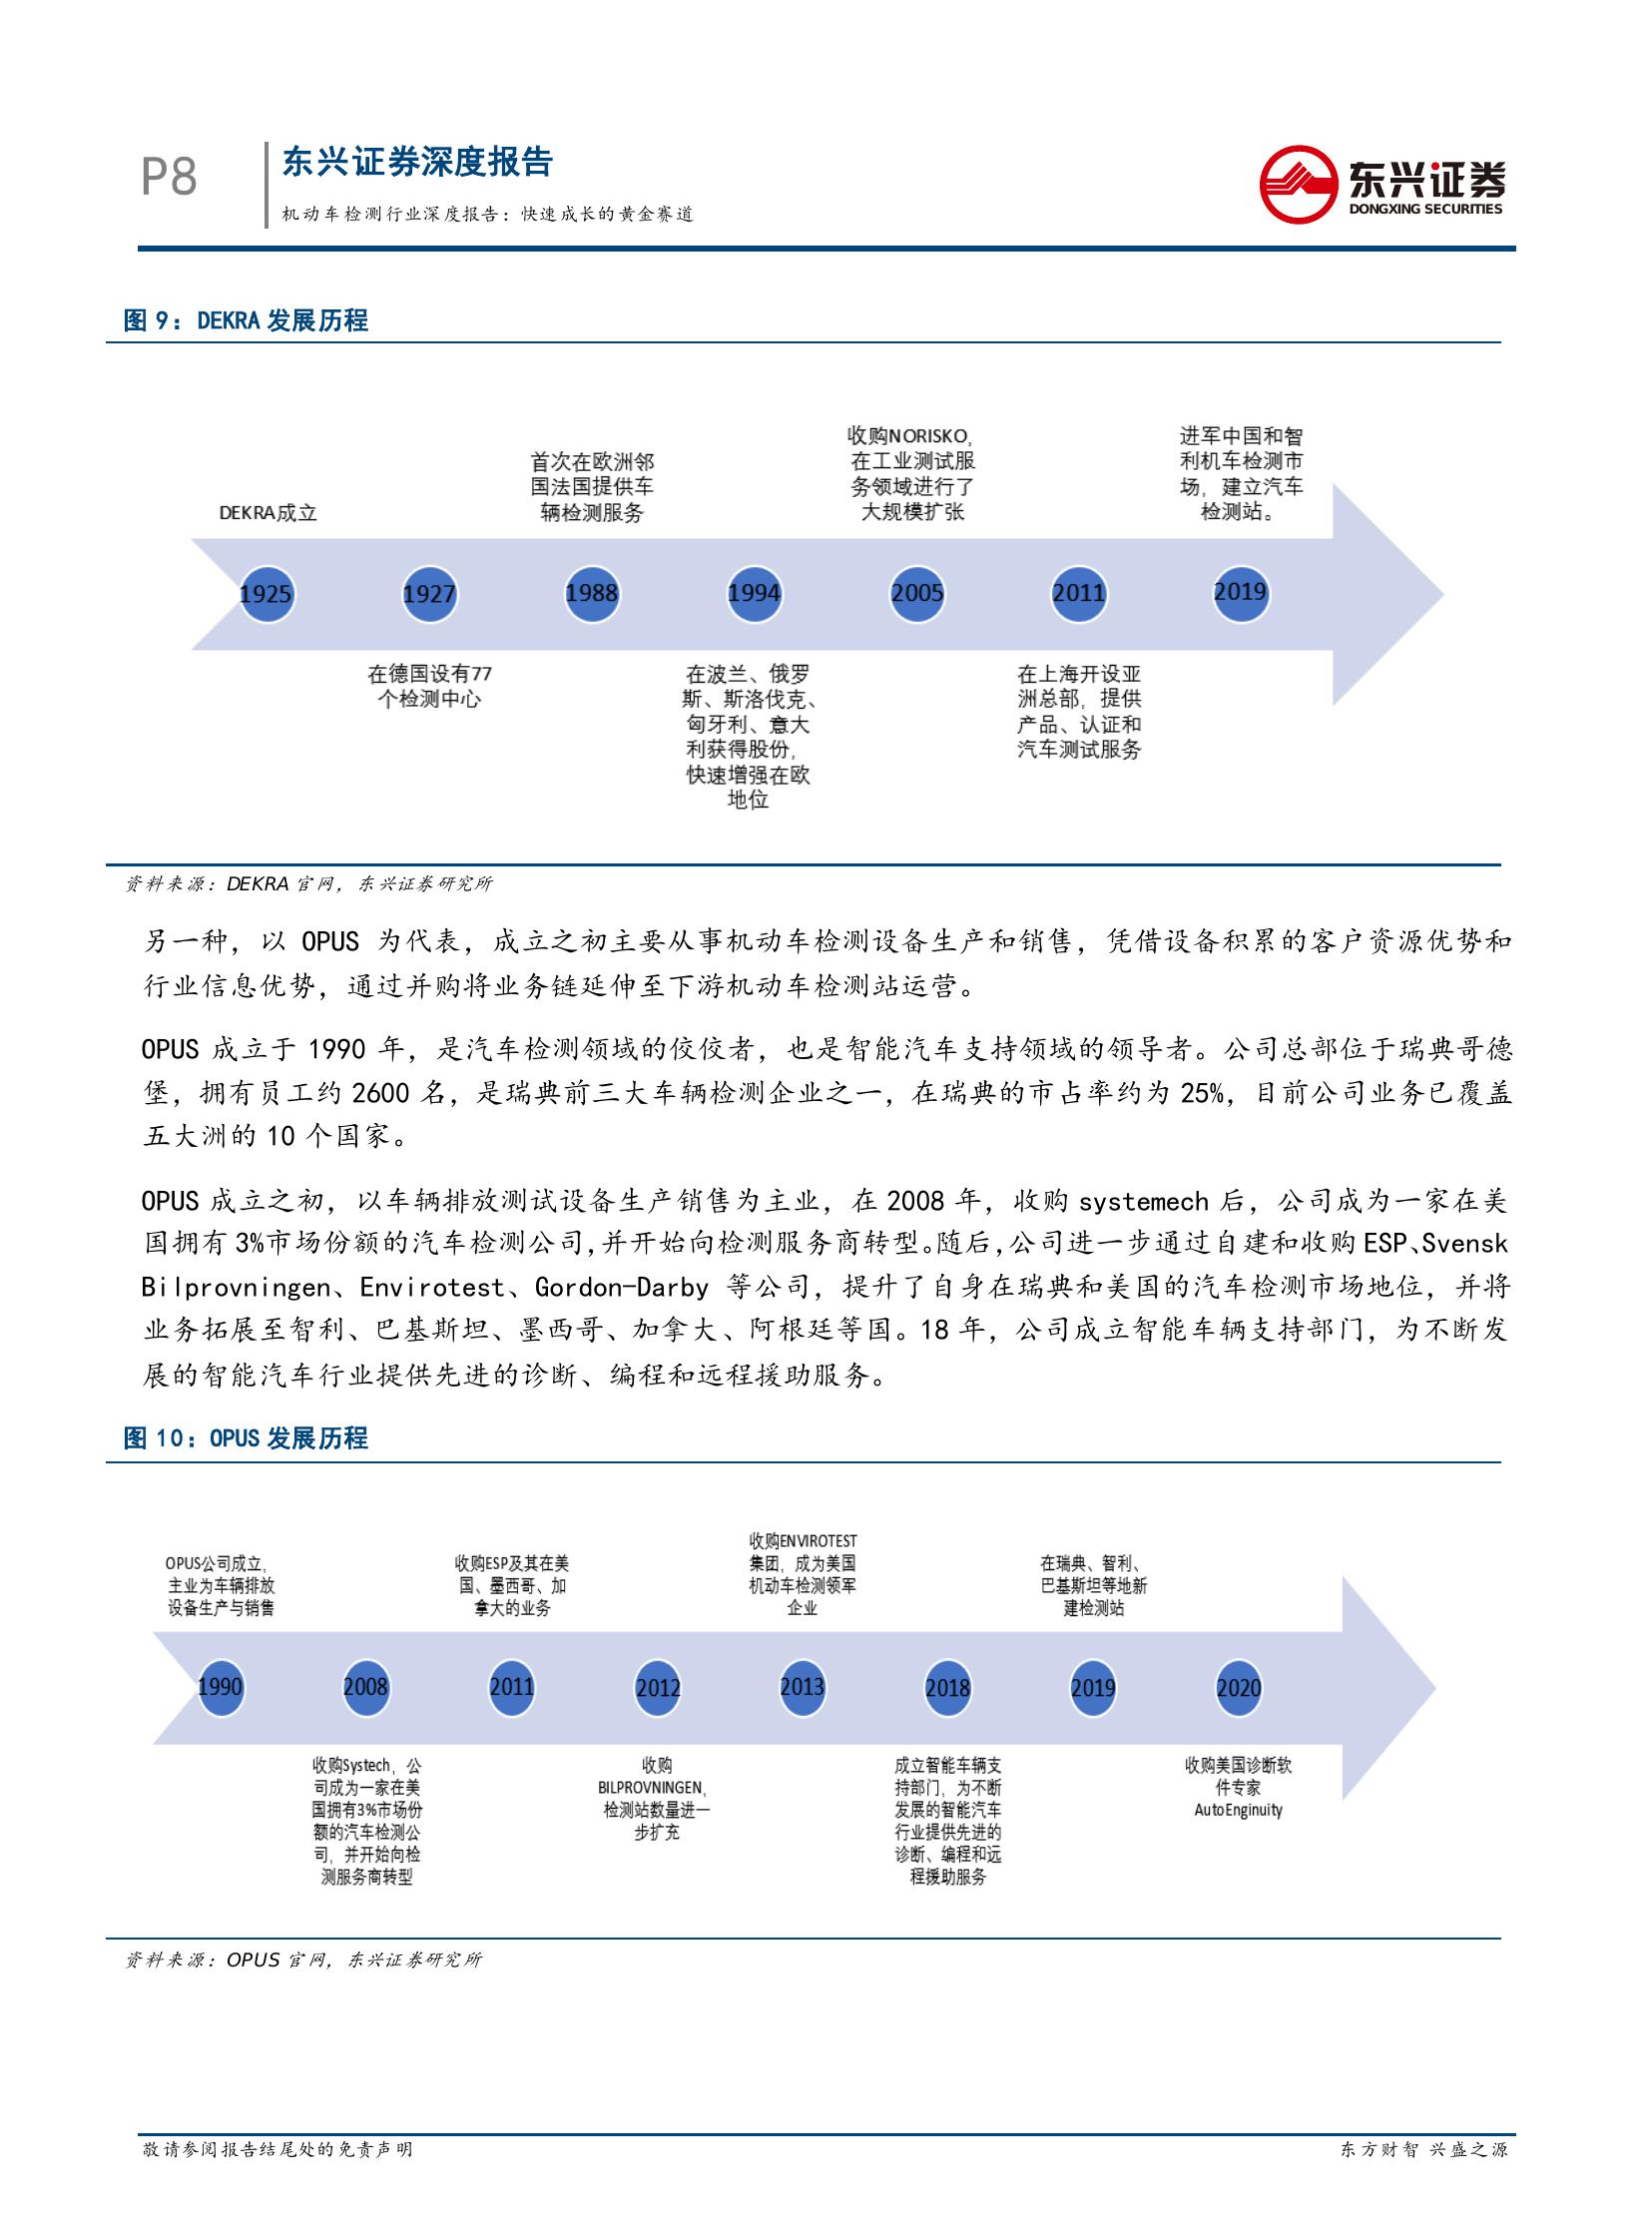 P8
东兴证券深度报告
机动车检测行业深度报告：快速成长的黄金赛道
东兴证券
DONGXING SECURITIES
图 9：DEKRA 发展历程
DEKRA成立
首次在欧洲邻
国法国提供车
辆检测服务
收购NORISKO，
在工业测试服
务领域进行了
大规模扩张
进军中国和智
利机车检测市
场，建立汽车
检测站。
1925
1927
1988
1994
2005
2011
2019
在德国设有77
个检测中心
在波兰、俄罗
斯、斯洛伐克、
匈牙利、意大
利获得股份，
快速增强在欧
地位
在上海开设亚
洲总部，提供
产品、认证和
汽车测试服务
资料来源：DEKRA 官网，东兴证券研究所
另一种，以 OPUS 为代表，成立之初主要从事机动车检测设备生产和销售，凭借设备积累的客户资源优势和
行业信息优势，通过并购将业务链延伸至下游机动车检测站运营。
OPUS 成立于 1990 年，是汽车检测领域的佼佼者，也是智能汽车支持领域的领导者。公司总部位于瑞典哥德
堡，拥有员工约 2600 名，是瑞典前三大车辆检测企业之一，在瑞典的市占率约为 25%，目前公司业务已覆盖
五大洲的 10 个国家。
OPUS 成立之初，以车辆排放测试设备生产销售为主业，在 2008 年，收购 systemech 后，公司成为一家在美
国拥有 3%市场份额的汽车检测公司,并开始向检测服务商转型。随后,公司进一步通过自建和收购 ESP、Svensk
Bilprovningen、Envirotest、Gordon-Darby 等公司，提升了自身在瑞典和美国的汽车检测市场地位，并将
业务拓展至智利、巴基斯坦、墨西哥、加拿大、阿根廷等国。18 年，公司成立智能车辆支持部门，为不断发
展的智能汽车行业提供先进的诊断、编程和远程援助服务。
图 10：OPUS 发展历程
OPUS公司成立，
主业为车辆排放
设备生产与销售
收购ESP及其在美
国、墨西哥、加
拿大的业务
收购ENVIROTEST
集团，成为美国
机动车检测领军
企业
在瑞典、智利、
巴基斯坦等地新
建检测站
1990
2008
2011
2012
2013
2018
2019
2020
收购Systech，公
司成为一家在美
国拥有3%市场份
额的汽车检测公
司，并开始向检
测服务商转型
收购
BILPROVNINGEN，
检测站数量进一
步扩充
成立智能车辆支
持部门，为不断
发展的智能汽车
行业提供先进的
诊断、编程和远
程援助服务
收购美国诊断软
件专家
AutoEnginuity
资料来源：OPUS 官网，东兴证券研究所
敬请参阅报告结尾处的免责声明
东方财智 兴盛之源